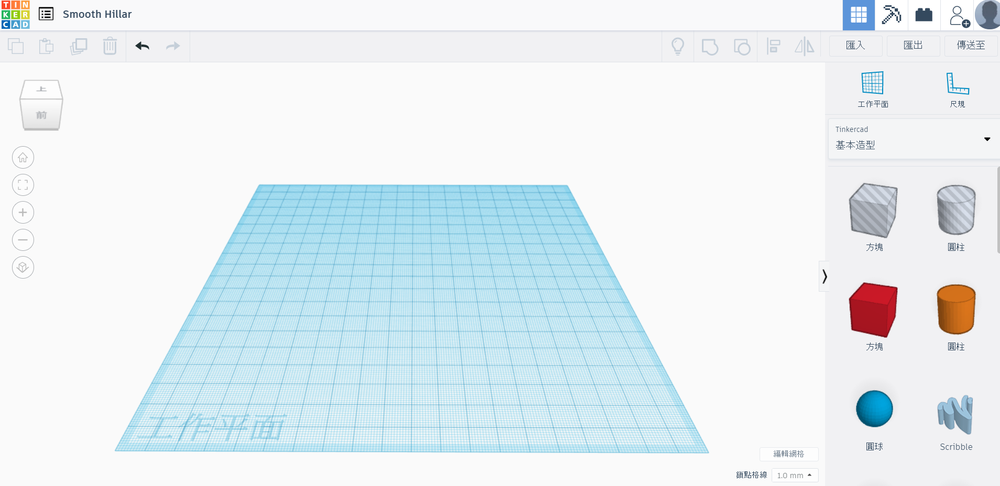 TIN
KER
CAD
Smooth Hillar
匯入
匯出
傳送至
上
前
工作平面
尺規
Tinkercad
基本造型
方塊
圓柱
方塊
圓柱
圓球
Scribble
工作平面
編輯網格
鎖點格線
1.0 mm